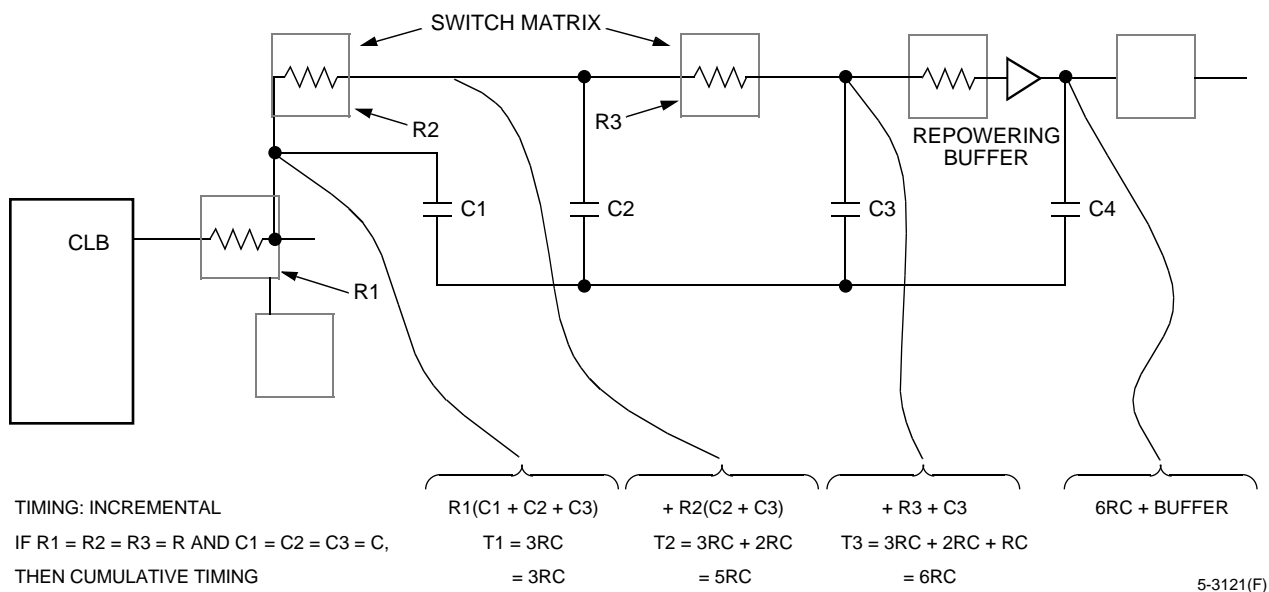 SWITCH MATRIX
R2
R3
REPOWERING
BUFFER
C1
C2
C3
C4
CLB
R1
TIMING: INCREMENTAL
R1(C1 + C2 + C3)
+ R2(C2 + C3)
+ R3 + C3
6RC + BUFFER
IF R1 = R2 = R3 = R AND C1 = C2 = C3 = C,
T1 = 3RC
T2 = 3RC + 2RC
T3 = 3RC + 2RC + RC
THEN CUMULATIVE TIMING
= 3RC
= 5RC
= 6RC
5-3121(F)